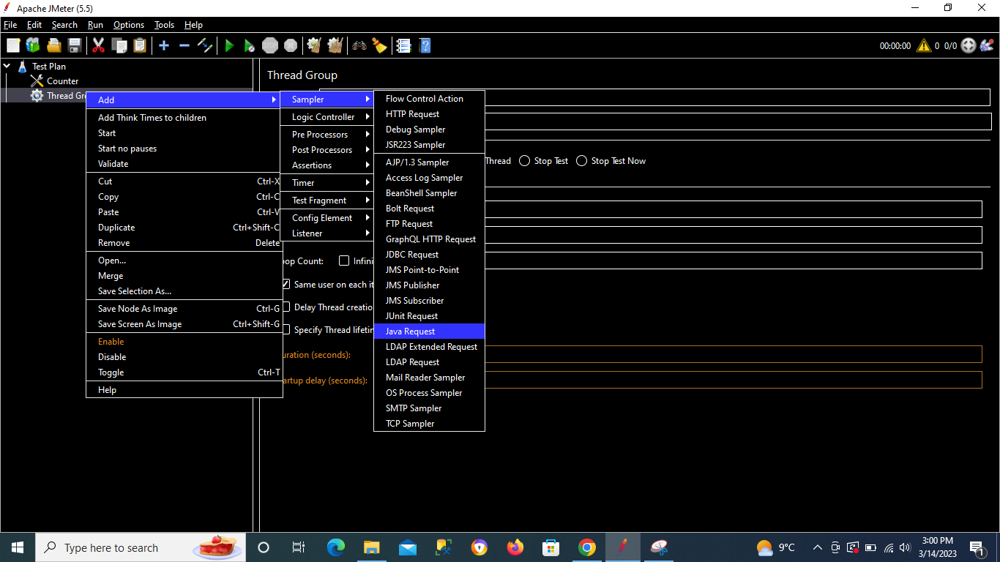 Apache JMeter (5.5)
File Edit Search Run Options Tools Help
00:00:00 0 0/0
Test Plan
Counter
Thread Gr
Thread Group
Add
Add Think Times to children
Start
Start no pauses
Validate
Cut Ctrl-X
Copy Ctrl-C
Paste Ctrl-V
Duplicate Ctrl+Shift-C
Remove Delete
Open...
Merge
Save Selection As...
Save Node As Image Ctrl-G
Save Screen As Image Ctrl+Shift-G
Enable
Disable
Toggle Ctrl-T
Help
Sampler
Logic Controller
Pre Processors
Post Processors
Assertions
Timer
Test Fragment
Config Element
Listener
Flow Control Action
HTTP Request
Debug Sampler
JSR223 Sampler
AJP/1.3 Sampler
Access Log Sampler
BeanShell Sampler
Bolt Request
FTP Request
GraphQL HTTP Request
JDBC Request
JMS Point-to-Point
JMS Publisher
JMS Subscriber
JUnit Request
Java Request
LDAP Extended Request
LDAP Request
Mail Reader Sampler
OS Process Sampler
SMTP Sampler
TCP Sampler
Thread Stop Test Stop Test Now
op Count: Infini
Same user on each it
Delay Thread creatio
Specify Thread lifetin
uration (seconds):
artup delay (seconds):
Type here to search
9°C
3:00 PM
3/14/2023
1